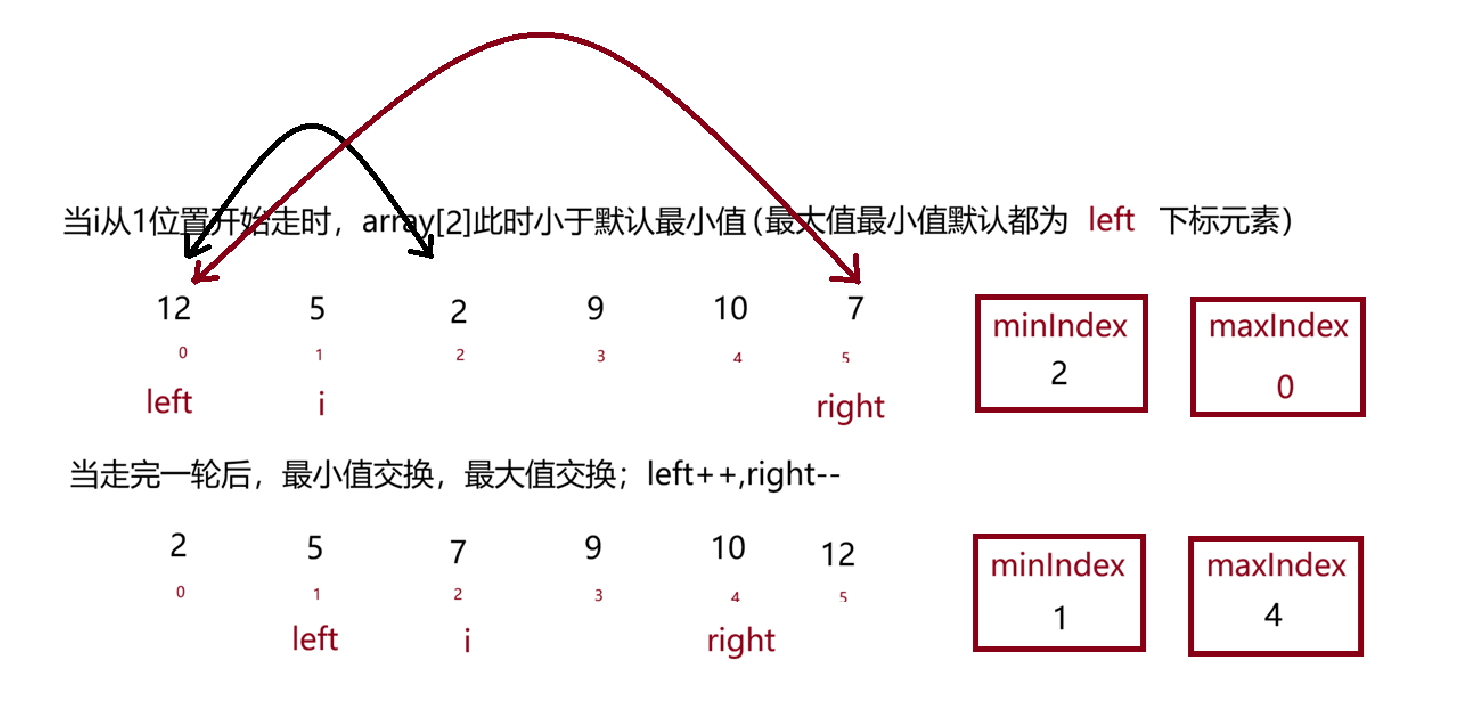 当i从1位置开始走时，array[2]此时小于默认最小值(最大值最小值默认都为 left 下标元素)
12 5 2 9 10 7
0 1 2 3 4 5
left i right
minIndex
2
maxIndex
0
当走完一轮后，最小值交换，最大值交换；left++,right--
2 5 7 9 10 12
0 1 2 3 4 5
left i right
minIndex
1
maxIndex
4